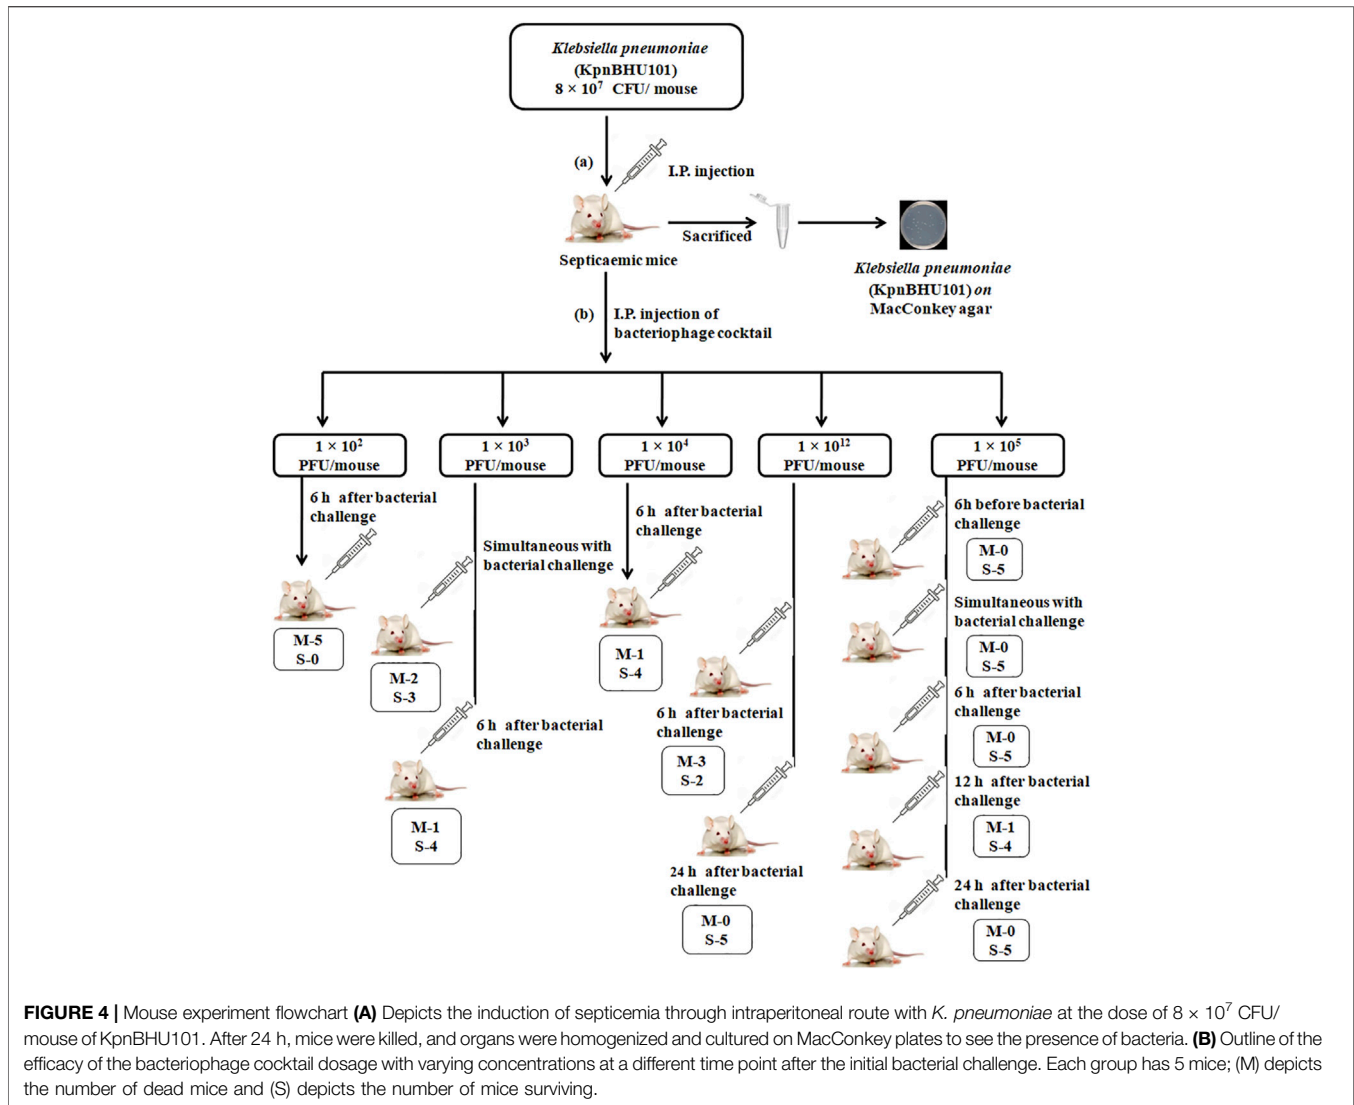 Klebsiella pneumoniae
(KpnBHU101)
8 × 10⁷ CFU/ mouse
(a)
I.P. injection
Sacrificed
Septicaemic mice
Klebsiella pneumoniae
(KpnBHU101) on
MacConkey agar
(b)
I.P. injection of
bacteriophage cocktail
1 × 10²
PFU/mouse
6 h after bacterial
challenge
M-5
S-0
1 × 10³
PFU/mouse
Simultaneous with
bacterial challenge
M-2
S-3
6 h after bacterial
challenge
M-1
S-4
1 × 10⁴
PFU/mouse
6 h after bacterial
challenge
M-1
S-4
1 × 10¹²
PFU/mouse
6 h after bacterial
challenge
M-3
S-2
24 h after bacterial
challenge
M-0
S-5
1 × 10⁵
PFU/mouse
6h before bacterial
challenge
M-0
S-5
Simultaneous with
bacterial challenge
M-0
S-5
6 h after bacterial
challenge
M-0
S-5
12 h after bacterial
challenge
M-1
S-4
24 h after bacterial
challenge
M-0
S-5
FIGURE 4 | Mouse experiment flowchart (A) Depicts the induction of septicemia through intraperitoneal route with K. pneumoniae at the dose of 8 × 10⁷ CFU/
mouse of KpnBHU101. After 24 h, mice were killed, and organs were homogenized and cultured on MacConkey plates to see the presence of bacteria. (B) Outline of the
efficacy of the bacteriophage cocktail dosage with varying concentrations at a different time point after the initial bacterial challenge. Each group has 5 mice; (M) depicts
the number of dead mice and (S) depicts the number of mice surviving.